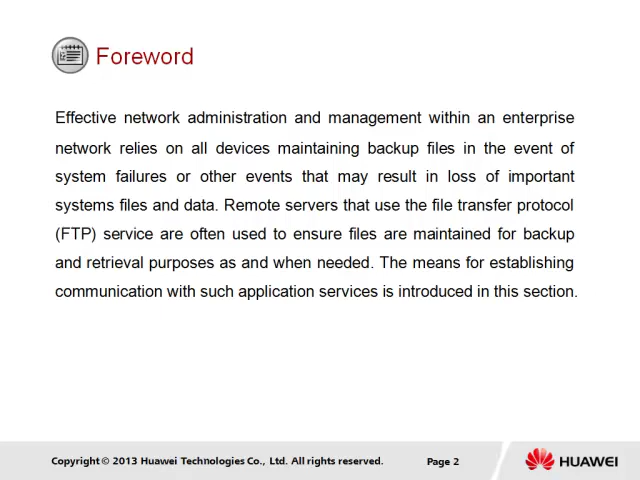 Foreword
Effective network administration and management within an enterprise
network relies on all devices maintaining backup files in the event of
system failures or other events that may result in loss of important
systems files and data. Remote servers that use the file transfer protocol
(FTP) service are often used to ensure files are maintained for backup
and retrieval purposes as and when needed. The means for establishing
communication with such application services is introduced in this section.
Copyright © 2013 Huawei Technologies Co., Ltd. All rights reserved.
Page 2
HUAWEI